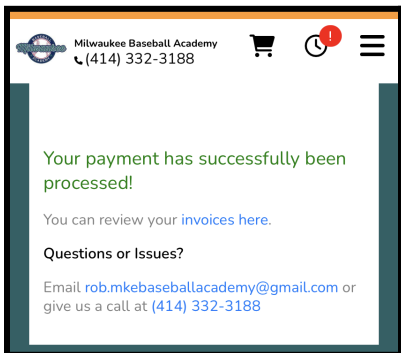 Milwaukee Baseball Academy
(414) 332-3188
!
Your payment has successfully been
processed!
You can review your invoices here.
Questions or Issues?
Email rob.mkebaseballacademy@gmail.com or
give us a call at (414) 332-3188